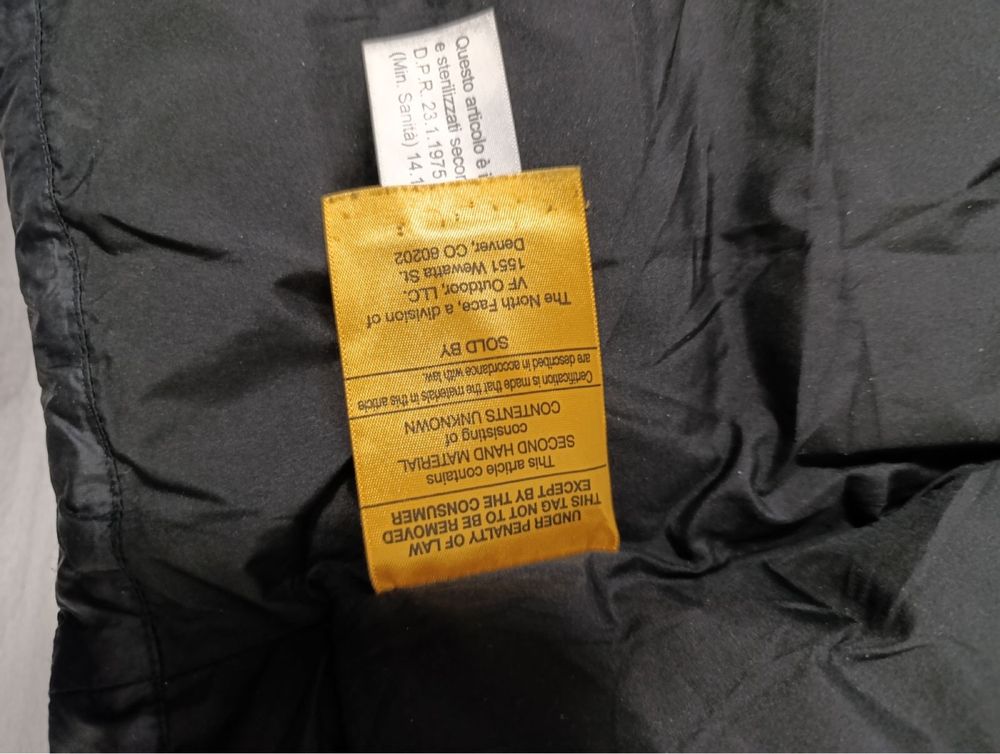 Questo articolo è
e sterilizzati secon
D.P.R. 23.1.1975
(Min. Sanità) 14.1
UNDER PENALTY OF LAW
THIS TAG NOT TO BE REMOVED
EXCEPT BY THE CONSUMER
This article contains
SECOND HAND MATERIAL
consisting of
CONTENTS UNKNOWN
Certification is made that the materials in this article
are described in accordance with law.
SOLD BY
The North Face, a division of
VF Outdoor, LLC.
1551 Wewatta St.
Denver, CO 80202